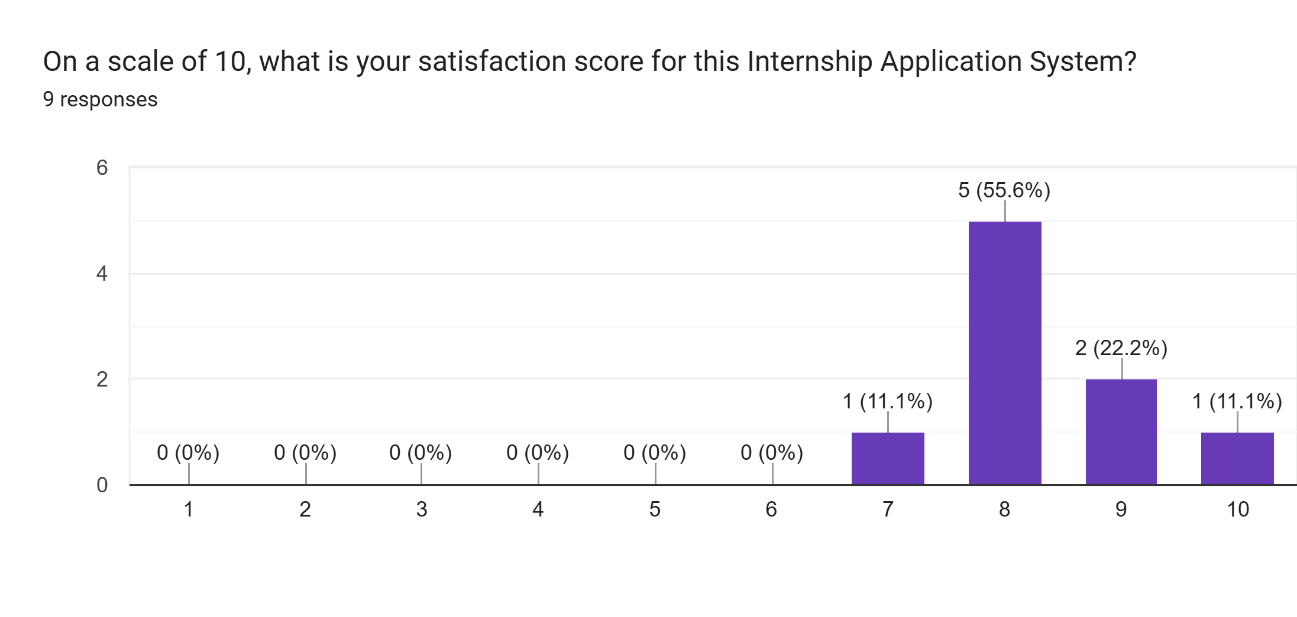 On a scale of 10, what is your satisfaction score for this Internship Application System?
9 responses
6
5 (55.6%)
4
2 (22.2%)
2
1 (11.1%)
1 (11.1%)
0 (0%) 0 (0%) 0 (0%) 0 (0%) 0 (0%) 0 (0%)
0
1 2 3 4 5 6 7 8 9 10